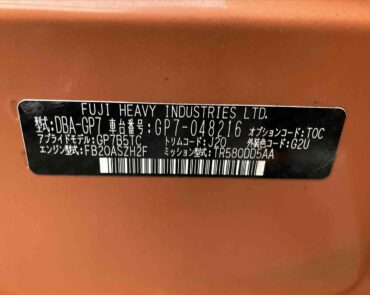 FUJI HEAVY INDUSTRIES LTD.
型式:DBA-GP7 車台番号:GP7-048216 オプションコード:TOC
アプライドモデル:GP7B5TC トリムコード:J20 外装色コード:G2U
エンジン型式:FB20ASZH2F ミッション型式:TR580DD5AA